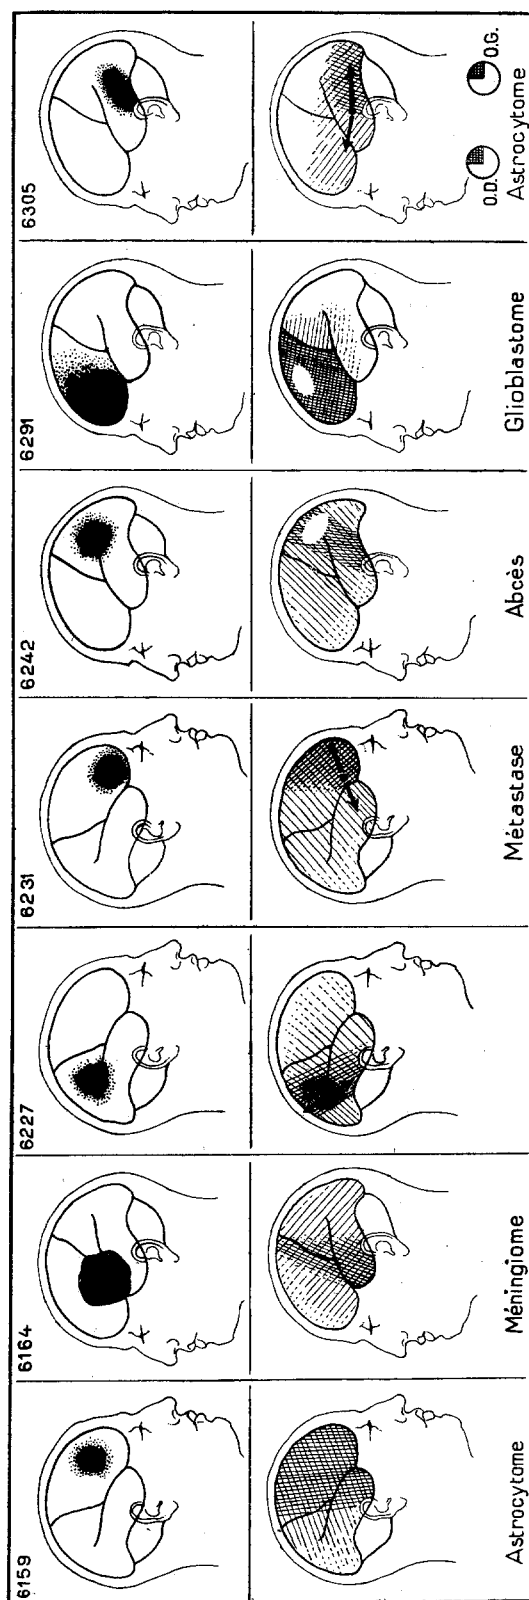 6159
6164
6227
6231
6242
6291
6305
O.D.
O.G.
Astrocytome
Méningiome
Métastase
Abcès
Glioblastome
Astrocytome